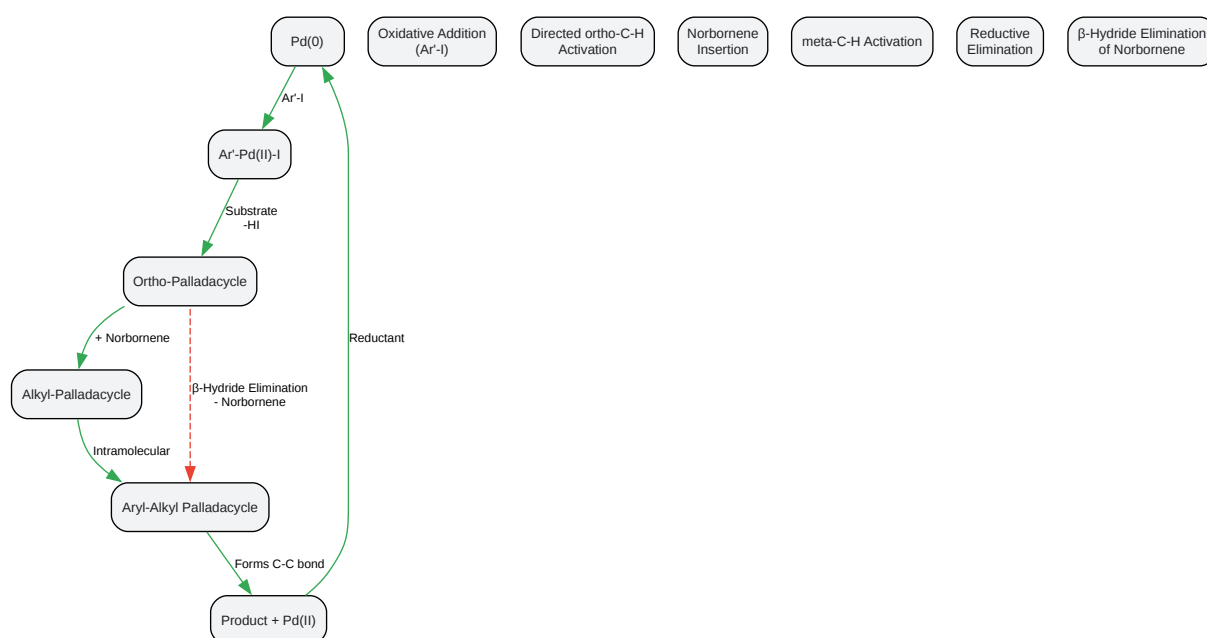 Pd(0)
Oxidative Addition
(Ar'-I)
Directed ortho-C-H
Activation
Norbornene
Insertion
meta-C-H Activation
Reductive
Elimination
β-Hydride Elimination
of Norbornene
Ar'-I
Ar'-Pd(II)-I
Substrate
-HI
Ortho-Palladacycle
+ Norbornene
Reductant
Alkyl-Palladacycle
β-Hydride Elimination
- Norbornene
Intramolecular
Aryl-Alkyl Palladacycle
Forms C-C bond
Product + Pd(II)